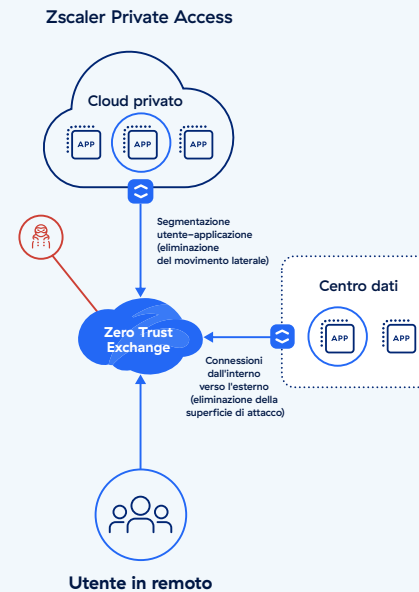 Zscaler Private Access
Cloud privato
APP
APP
APP
Segmentazione
utente-applicazione
(eliminazione
del movimento laterale)
Centro dati
APP
APP
Zero Trust
Exchange
Connessioni
dall'interno
verso l'esterno
(eliminazione della
superficie di attacco)
Utente in remoto